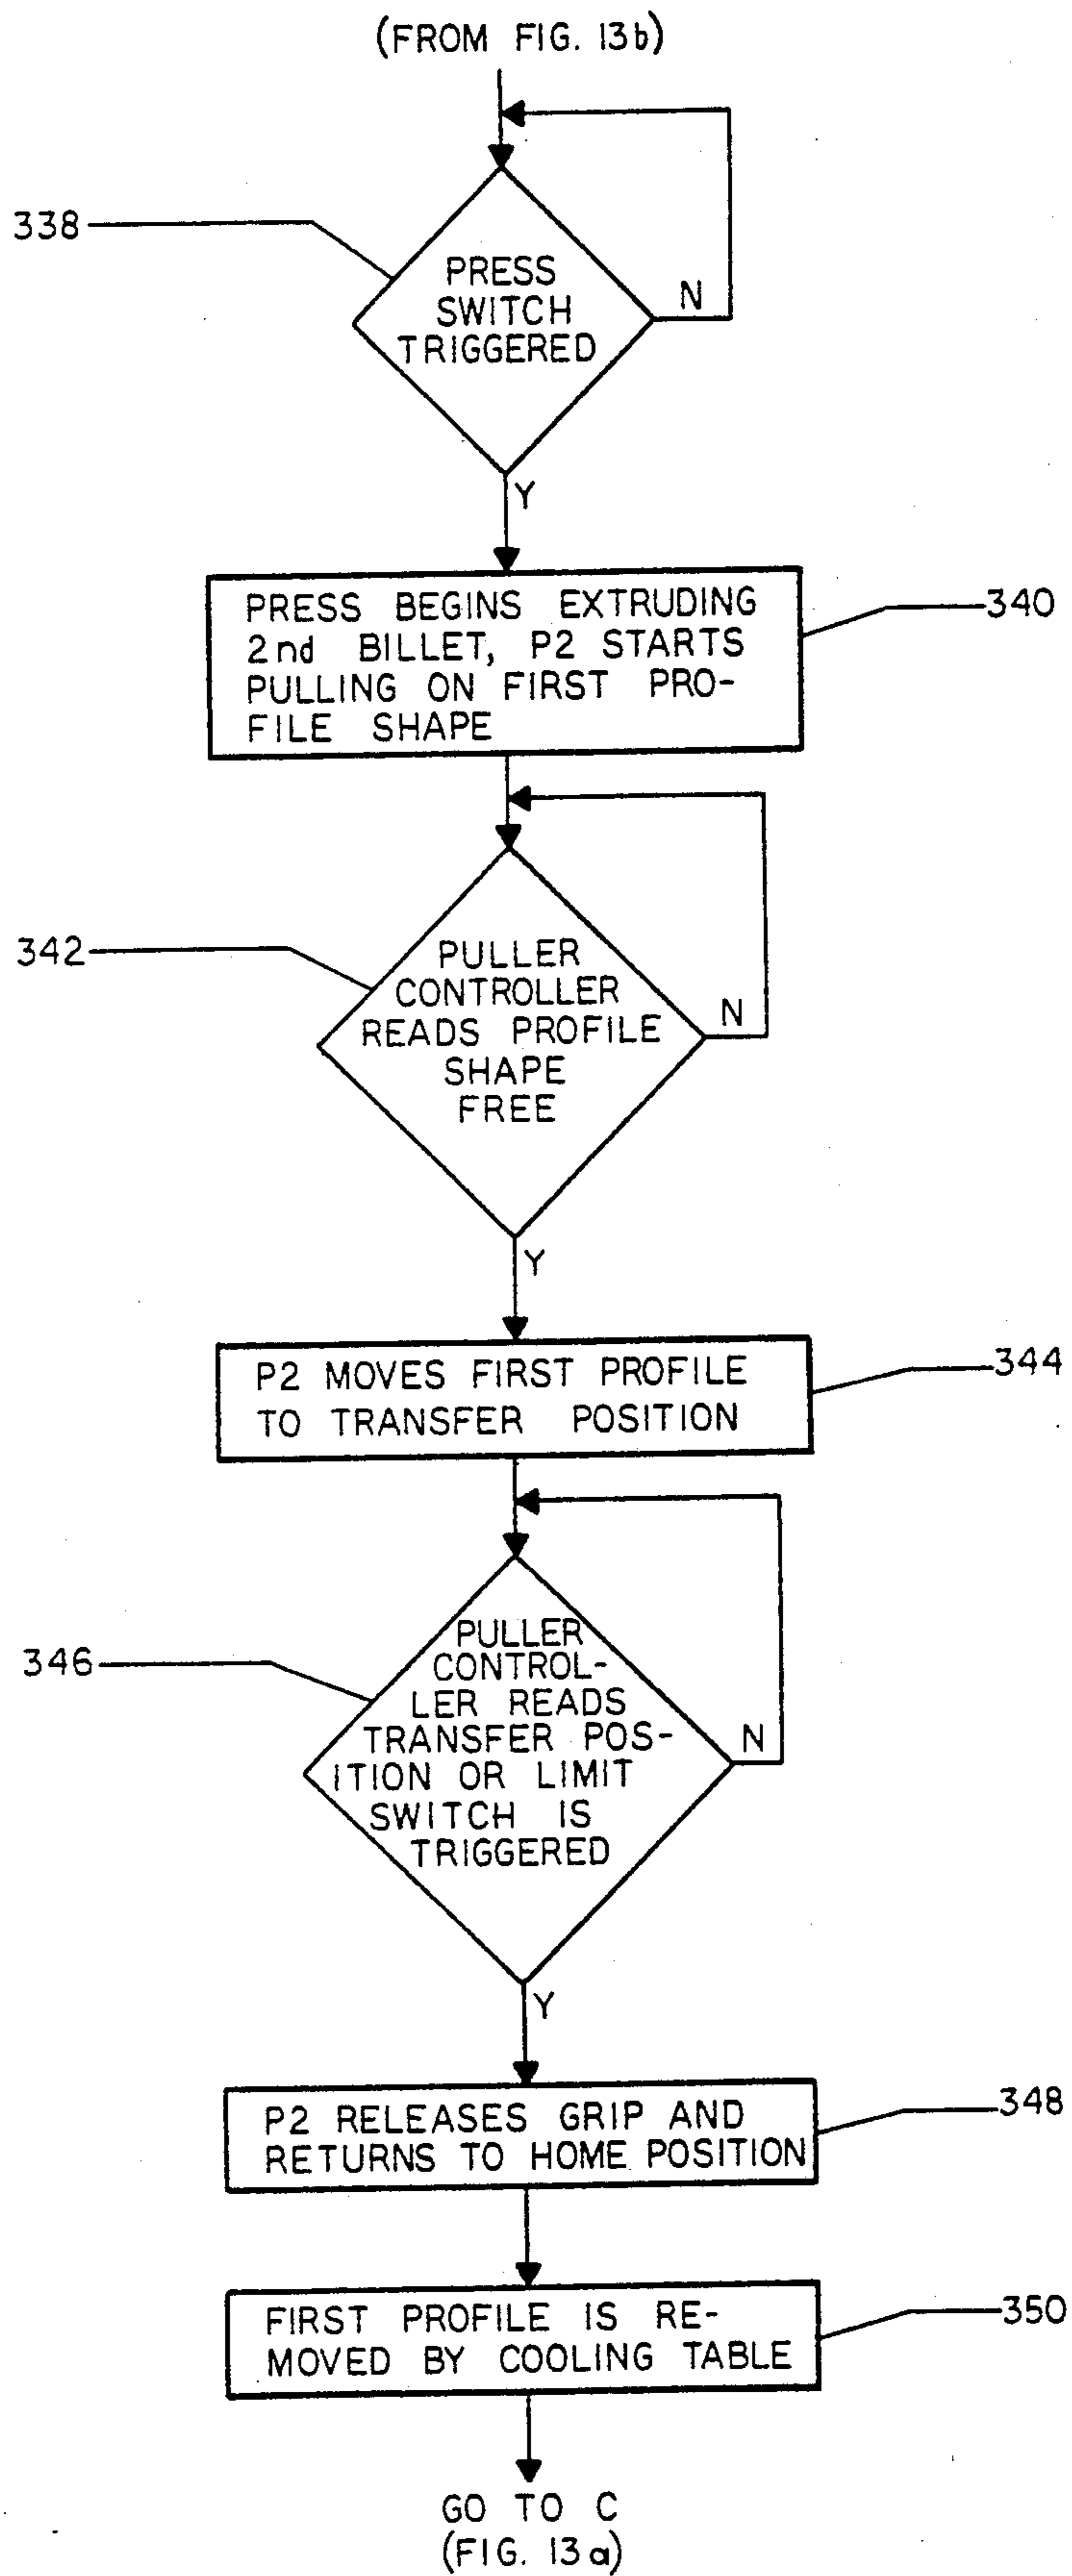 (FROM FIG. 13b)
338
PRESS
SWITCH
TRIGGERED
N
Y
PRESS BEGINS EXTRUDING
2nd BILLET, P2 STARTS
PULLING ON FIRST PRO-
FILE SHAPE
340
342
PULLER
CONTROLLER
READS PROFILE
SHAPE
FREE
N
Y
P2 MOVES FIRST PROFILE
TO TRANSFER POSITION
344
346
PULLER
CONTROL-
LER READS
TRANSFER POS-
ITION OR LIMIT
SWITCH IS
TRIGGERED
N
Y
P2 RELEASES GRIP AND
RETURNS TO HOME POSITION
348
FIRST PROFILE IS RE-
MOVED BY COOLING TABLE
350
GO TO C
(FIG. 13a)